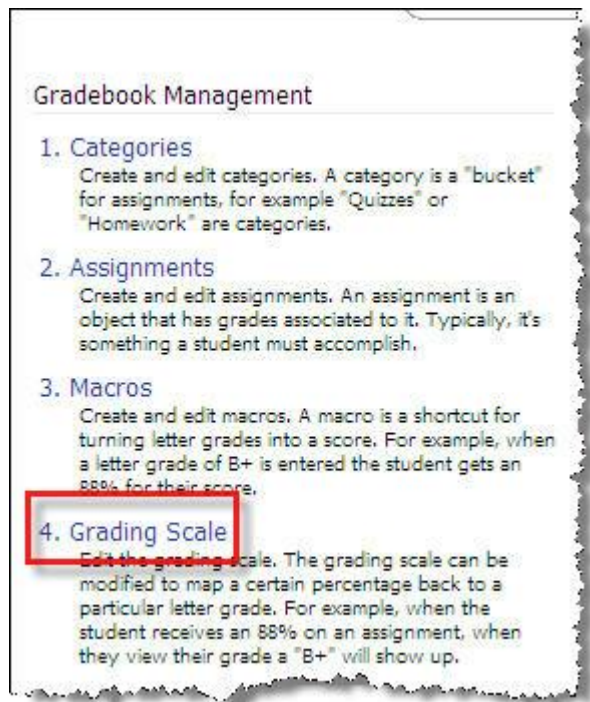 Gradebook Management
1. Categories
Create and edit categories. A category is a "bucket"
for assignments, for example "Quizzes" or
"Homework" are categories.
2. Assignments
Create and edit assignments. An assignment is an
object that has grades associated to it. Typically, it's
something a student must accomplish.
3. Macros
Create and edit macros. A macro is a shortcut for
turning letter grades into a score. For example, when
a letter grade of B+ is entered the student gets an
88% for their score.
4. Grading Scale
Edit the grading scale. The grading scale can be
modified to map a certain percentage back to a
particular letter grade. For example, when the
student receives an 88% on an assignment, when
they view their grade a "B+" will show up.